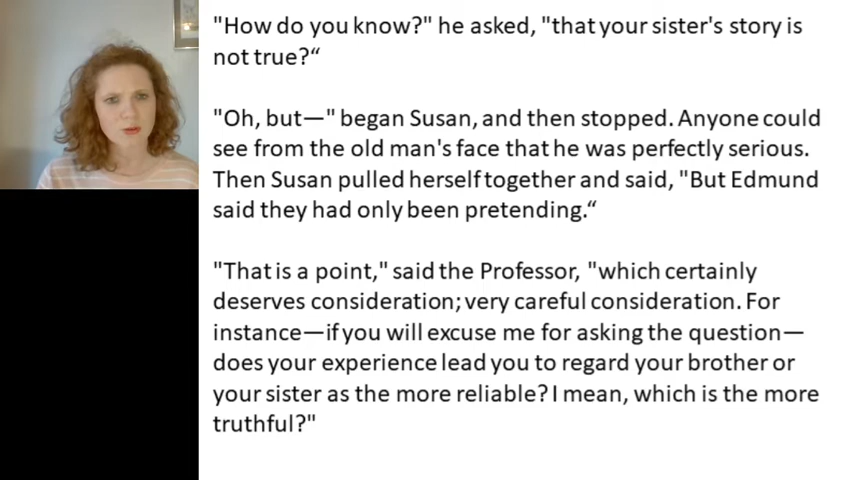 "How do you know?" he asked, "that your sister's story is
not true?“
"Oh, but—" began Susan, and then stopped. Anyone could
see from the old man's face that he was perfectly serious.
Then Susan pulled herself together and said, "But Edmund
said they had only been pretending.“
"That is a point," said the Professor, "which certainly
deserves consideration; very careful consideration. For
instance—if you will excuse me for asking the question—
does your experience lead you to regard your brother or
your sister as the more reliable? I mean, which is the more
truthful?"